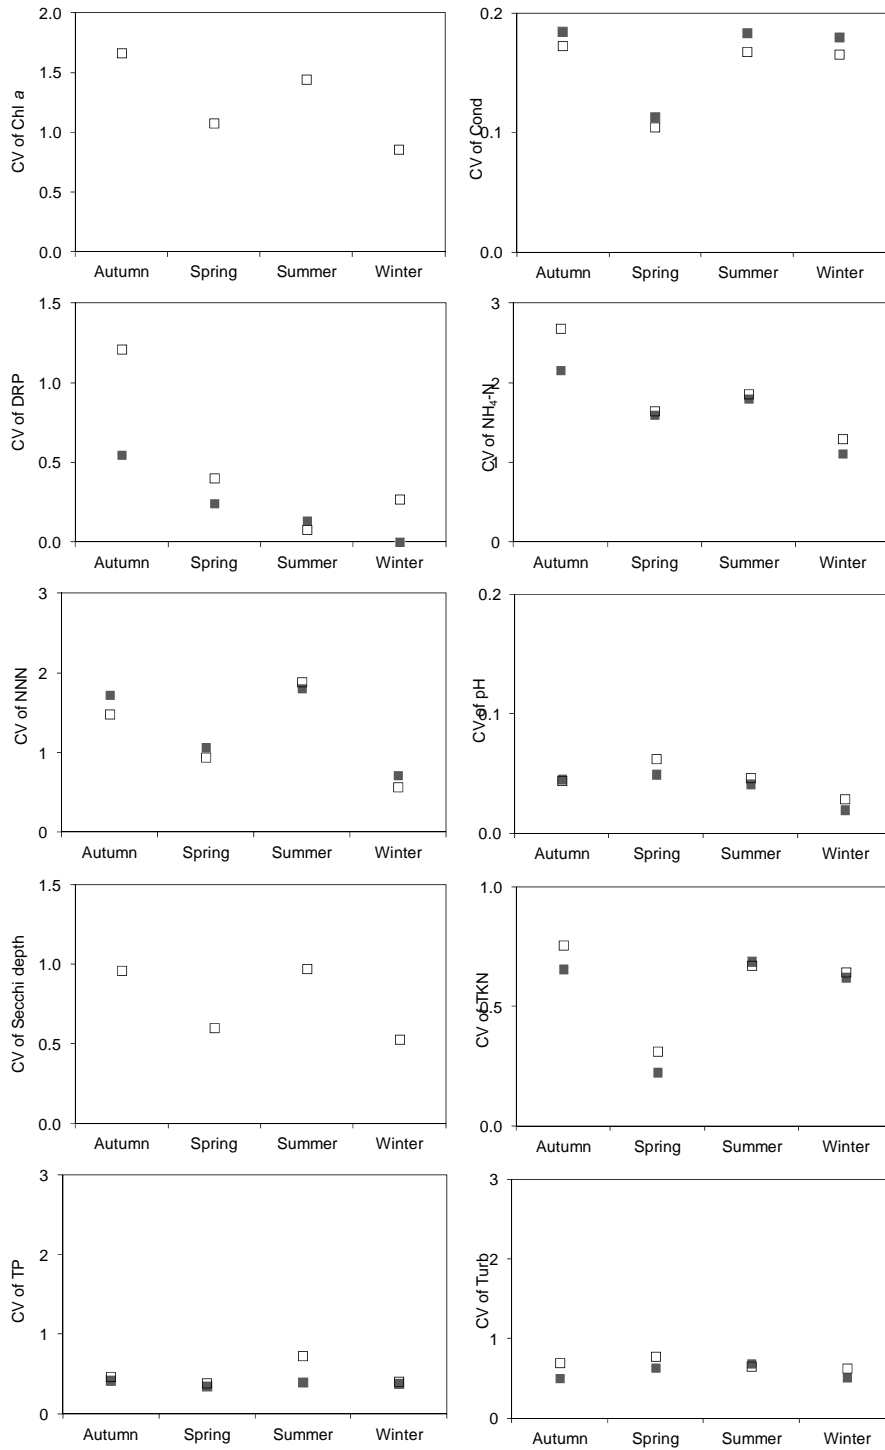 CV of Chl a
2.0
1.5
1.0
0.5
0.0
Autumn Spring Summer Winter
CV of Cond
0.2
0.1
0.0
Autumn Spring Summer Winter
CV of DRP
1.5
1.0
0.5
0.0
Autumn Spring Summer Winter
CV of NH₄-N
3
2
1
0
Autumn Spring Summer Winter
CV of NNN
3
2
1
0
Autumn Spring Summer Winter
CV of pH
0.2
0.1
0.0
Autumn Spring Summer Winter
CV of Secchi depth
1.5
1.0
0.5
0.0
Autumn Spring Summer Winter
CV of TKN
1.0
0.5
0.0
Autumn Spring Summer Winter
CV of TP
3
2
1
0
Autumn Spring Summer Winter
CV of Turb
3
2
1
0
Autumn Spring Summer Winter